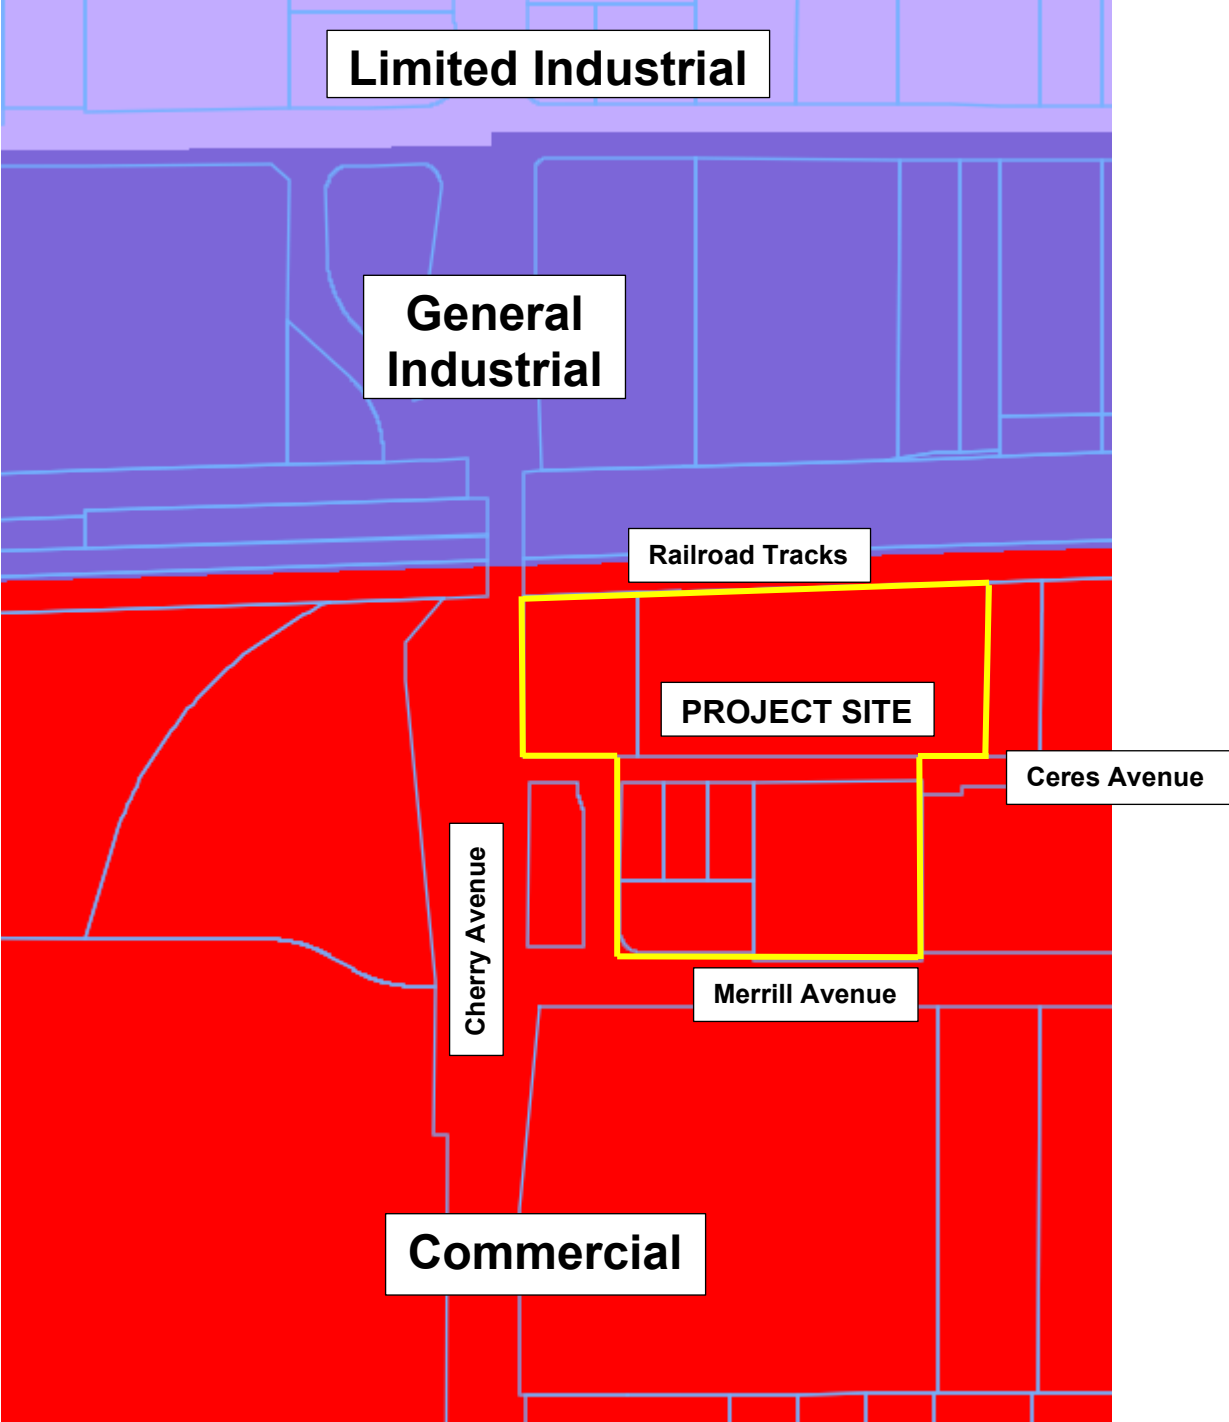 Limited Industrial
General
Industrial
Railroad Tracks
PROJECT SITE
Ceres Avenue
Cherry Avenue
Merrill Avenue
Commercial